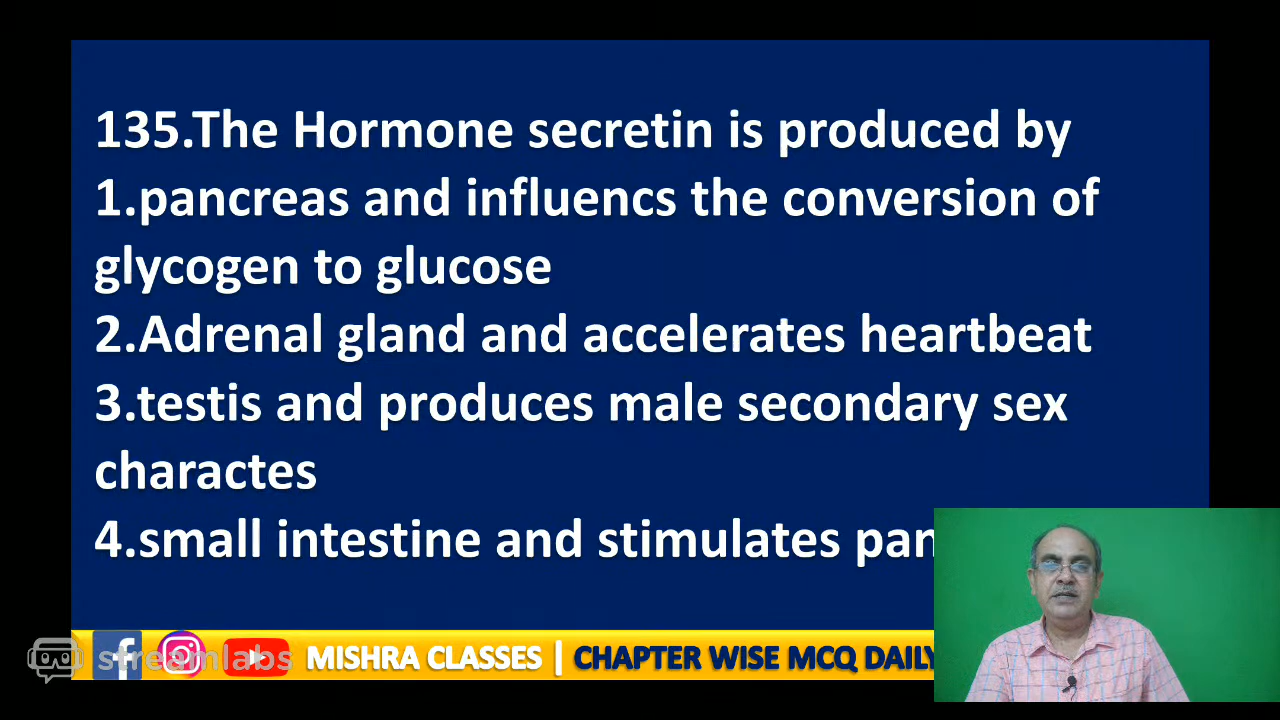 135.The Hormone secretin is produced by
1.pancreas and influencs the conversion of
glycogen to glucose
2.Adrenal gland and accelerates heartbeat
3.testis and produces male secondary sex
charactes
4.small intestine and stimulates
streamlabs MISHRA CLASSES | CHAPTER WISE MCQ DAILY